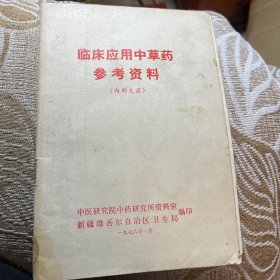 临床应用中草药
参考资料
（内部交流）
中医研究院中药研究所资料室
新疆维吾尔自治区卫生局 编印
一九七六年一月